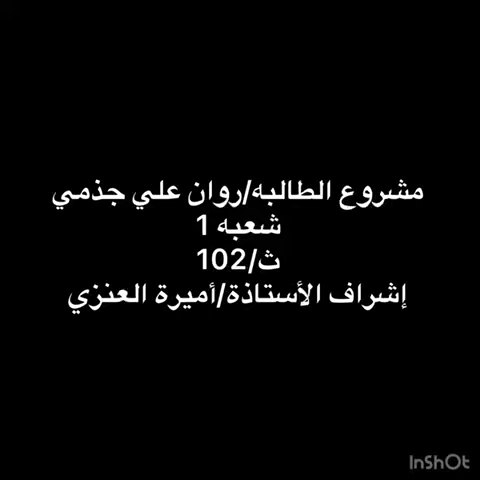 مشروع الطالبه/روان علي جذمي
شعبه 1
ث/102
إشراف الأستاذة/أميرة العنزي
InShOt